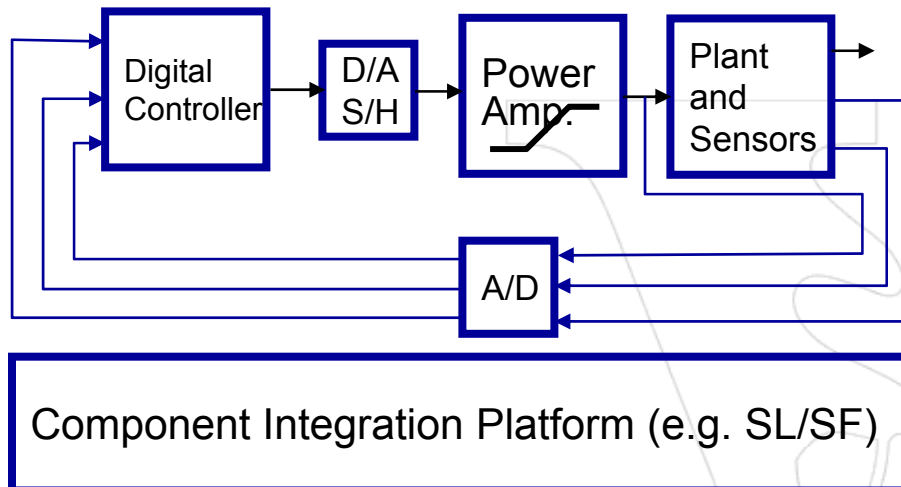 Digital
Controller
D/A
S/H
Power
Amp.
Plant
and
Sensors
A/D
Component Integration Platform (e.g. SL/SF)